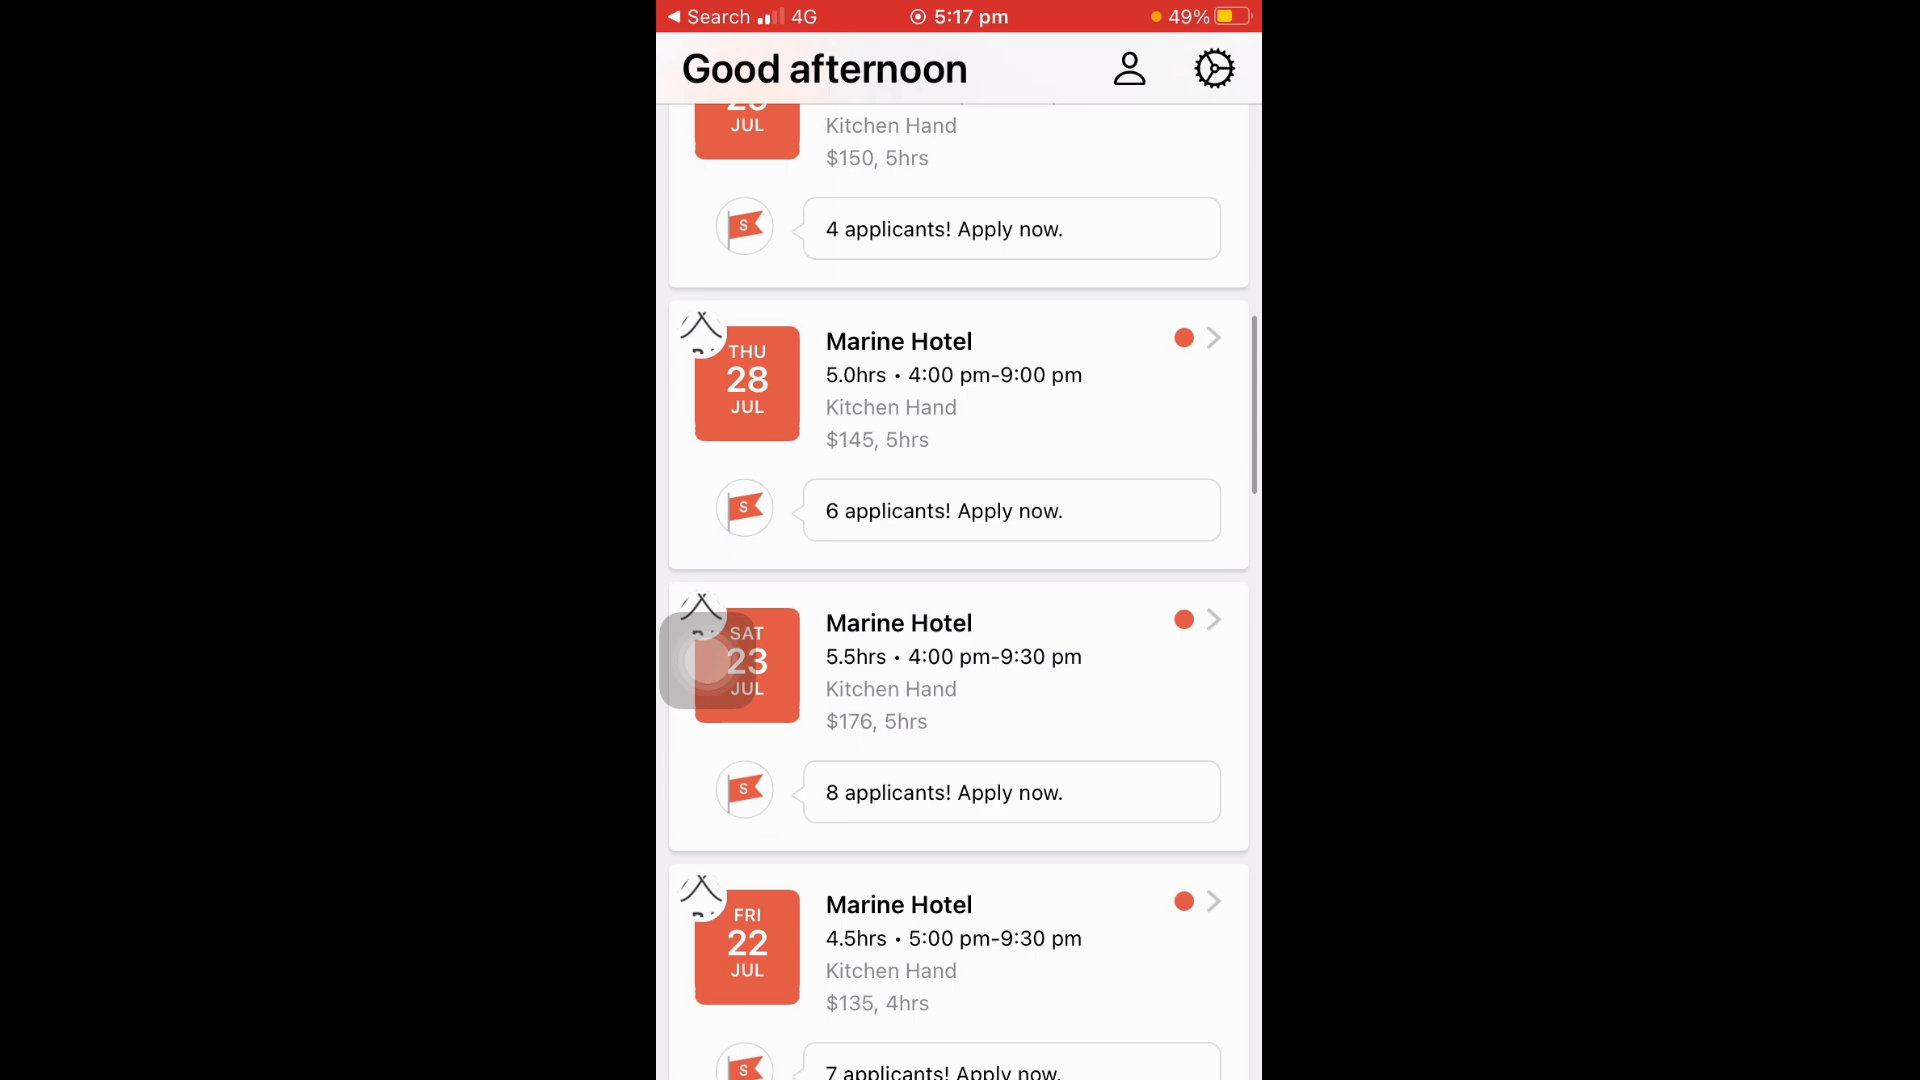 Search 4G 5:17 pm 49%
Good afternoon
JUL
Kitchen Hand
$150, 5hrs
S
4 applicants! Apply now.
THU
28
JUL
Marine Hotel
5.0hrs • 4:00 pm-9:00 pm
Kitchen Hand
$145, 5hrs
S
6 applicants! Apply now.
SAT
23
JUL
Marine Hotel
5.5hrs • 4:00 pm-9:30 pm
Kitchen Hand
$176, 5hrs
S
8 applicants! Apply now.
FRI
22
JUL
Marine Hotel
4.5hrs • 5:00 pm-9:30 pm
Kitchen Hand
$135, 4hrs
S
7 applicants! Apply now.